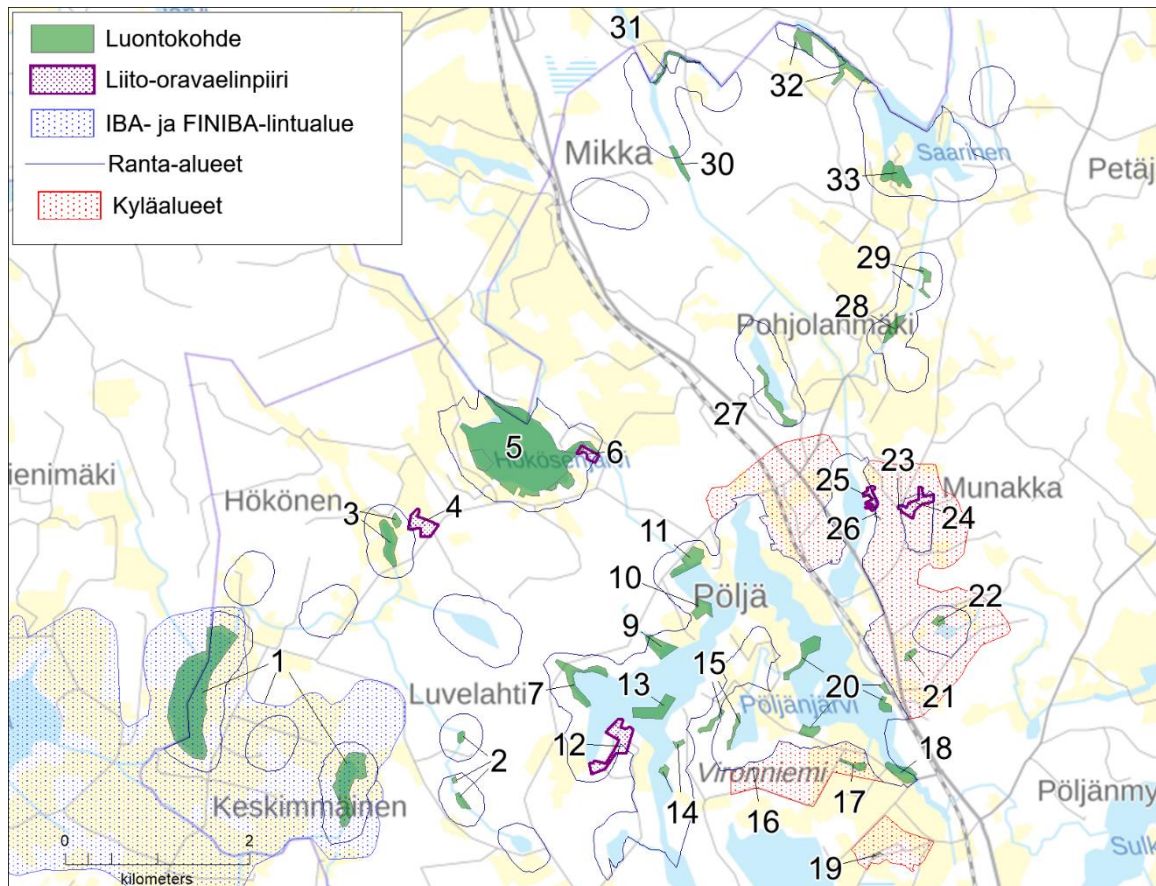 Luontokohde
Liito-oravaelinpiiri
IBA- ja FINIBA-lintualue
Ranta-alueet
Kyläalueet
31
32
Mikka
30
Saarinen
33
Petäj
29
28
Pohjolanmäki
27
5
Hökösenjärvi
6
ienimäki
Hökönen
3
4
25
23
Munakka
26
24
11
10
Pöljä
22
9
1
7
13
15
20
21
Luvelahti
Pöljänjärvi
12
2
18
Vironniemi
Keskimmäinen
14
16
17
Pöljänmy
0
2
kilometers
19
Sulk